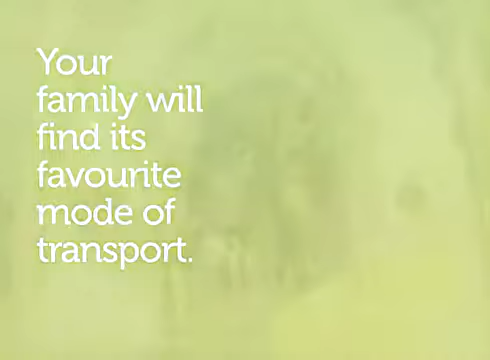 Your
family will
find its
favourite
mode of
transport.